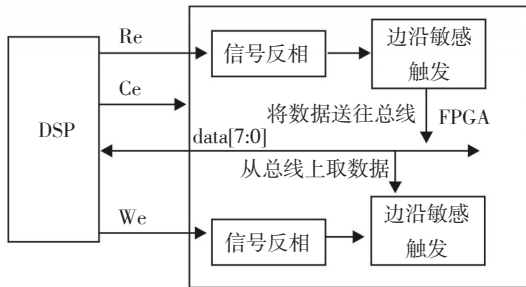 Re
信号反相
边沿敏感
触发
Ce
将数据送往总线
FPGA
DSP
data[7:0]
从总线上取数据
We
信号反相
边沿敏感
触发